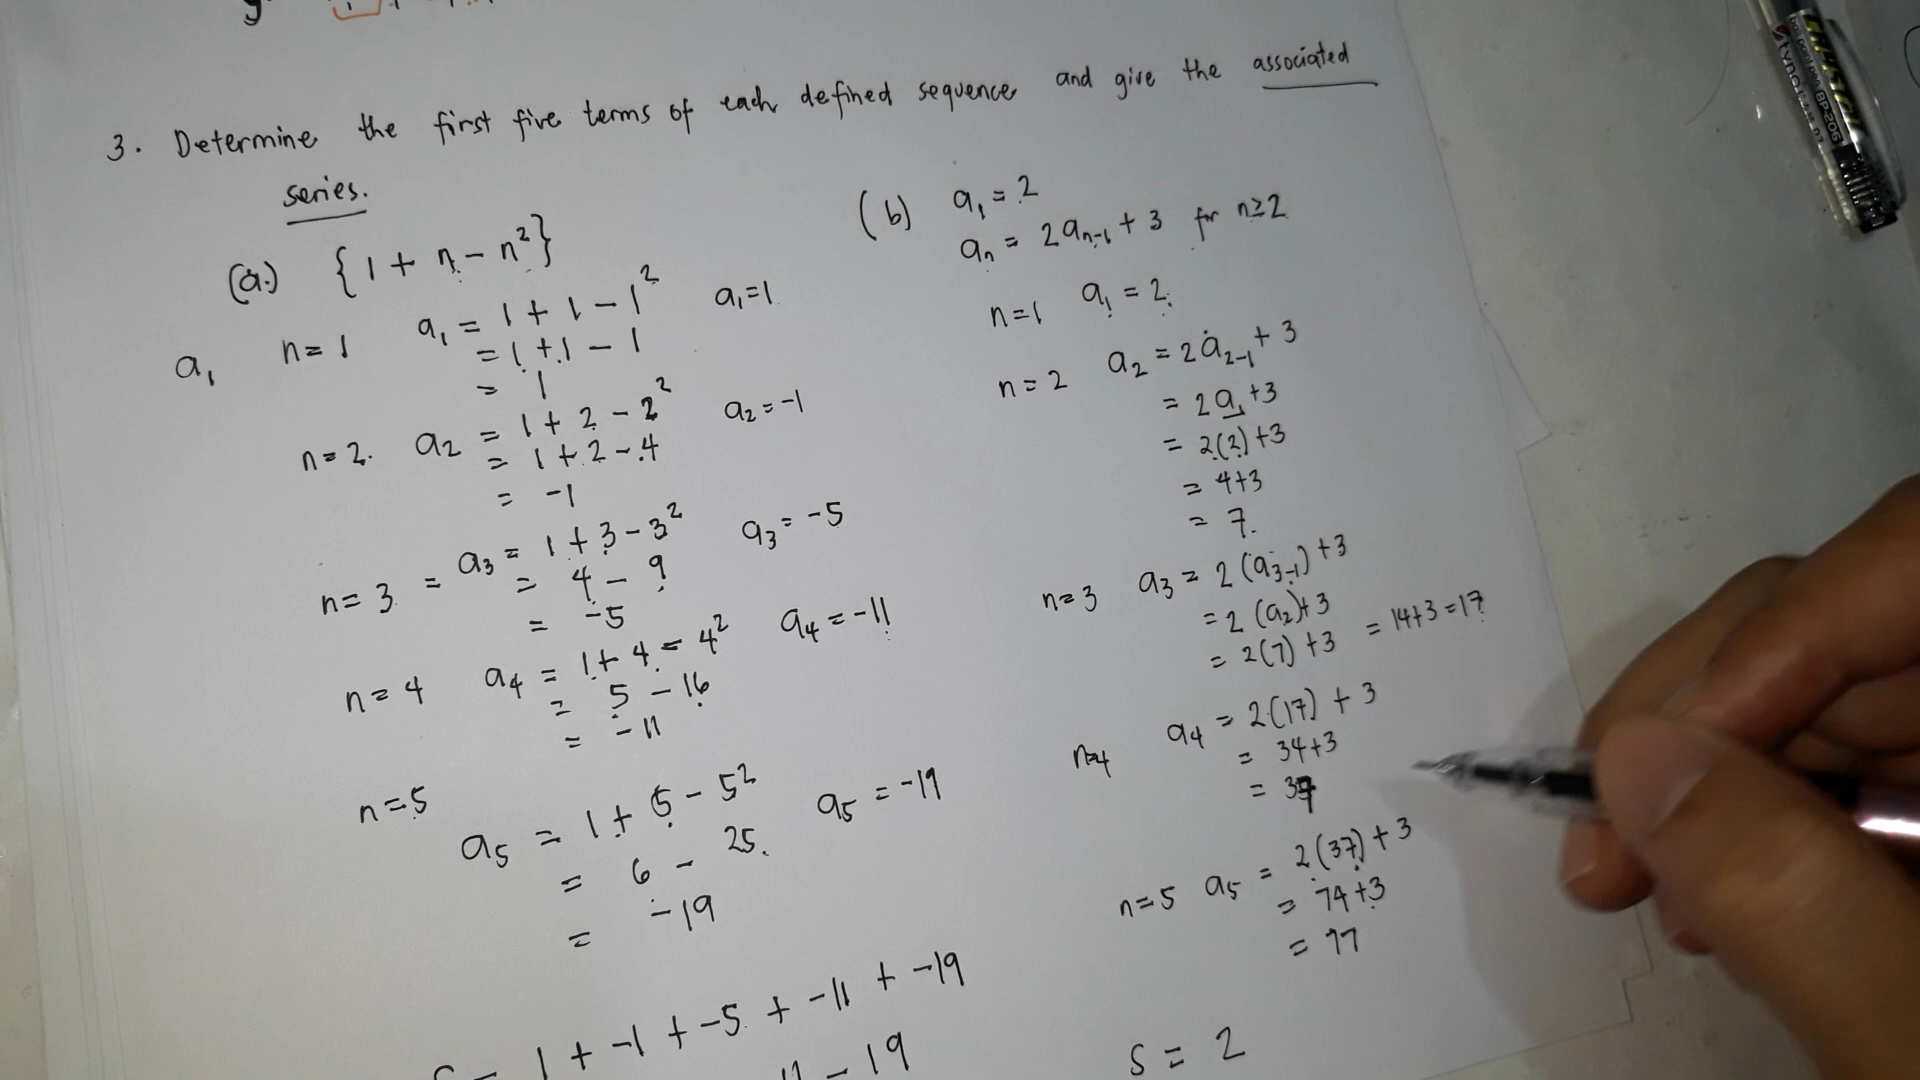 3. Determine the first five terms of each defined sequence and give the associated
series.
(a.) {1 + n - n²}
a₁ n=1 a₁ = 1 + 1 - 1² a₁=1
= 1 + 1 - 1
= 1
n=2 a₂ = 1 + 2 - 2² a₂ = -1
= 1 + 2 - 4
= -1
n=3 = a₃ = 1 + 3 - 3² a₃ = -5
= 4 - 9
= -5
n=4 a₄ = 1 + 4 - 4² a₄ = -11
= 5 - 16
= -11
n=5 a₅ = 1 + 5 - 5² a₅ = -19
= 6 - 25
= -19
1 + -1 + -5 + -11 + -19
11 - 19
(b) a₁ = 2
aₙ = 2aₙ₋₁ + 3 for n≥2
n=1 a₁ = 2
n=2 a₂ = 2a₂₋₁ + 3
= 2a₁ + 3
= 2(2) + 3
= 4+3
= 7
n=3 a₃ = 2(a₃₋₁) + 3
= 2(a₂) + 3
= 2(7) + 3 = 14+3 = 17
n=4 a₄ = 2(17) + 3
= 34+3
= 37
n=5 a₅ = 2(37) + 3
= 74+3
= 77
S = 2